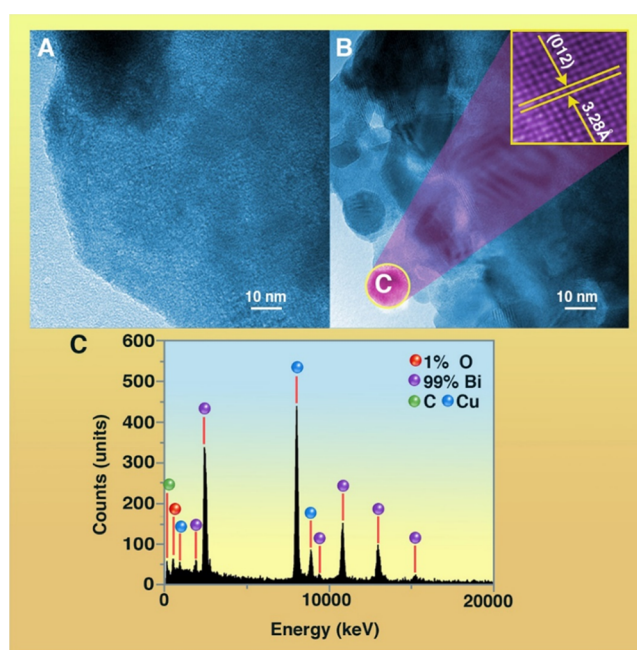 A
B
(012)
3.28Å
C
10 nm
10 nm
C
600
500
400
300
200
100
0
Counts (units)
1% O
99% Bi
C Cu
0
10000
20000
Energy (keV)